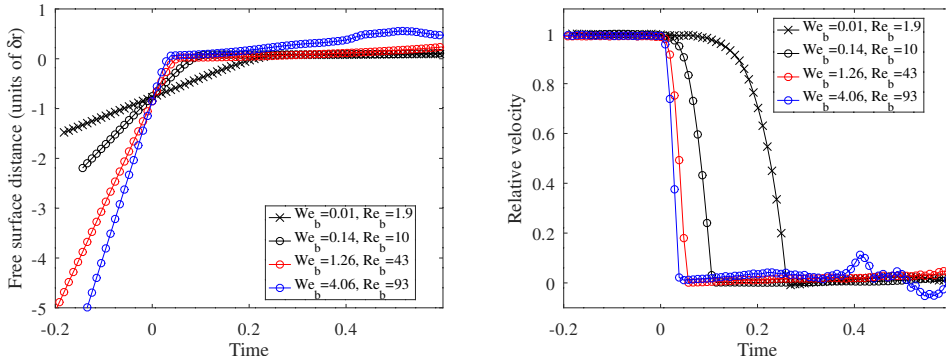 Free surface distance (units of δr)
1
0
-1
-2
-3
-4
-5
-0.2
0
0.2
0.4
Time
We_b=0.01, Re_b=1.9
We_b=0.14, Re_b=10
We_b=1.26, Re_b=43
We_b=4.06, Re_b=93
Relative velocity
1
0.8
0.6
0.4
0.2
0
-0.2
0
0.2
0.4
Time
We_b=0.01, Re_b=1.9
We_b=0.14, Re_b=10
We_b=1.26, Re_b=43
We_b=4.06, Re_b=93